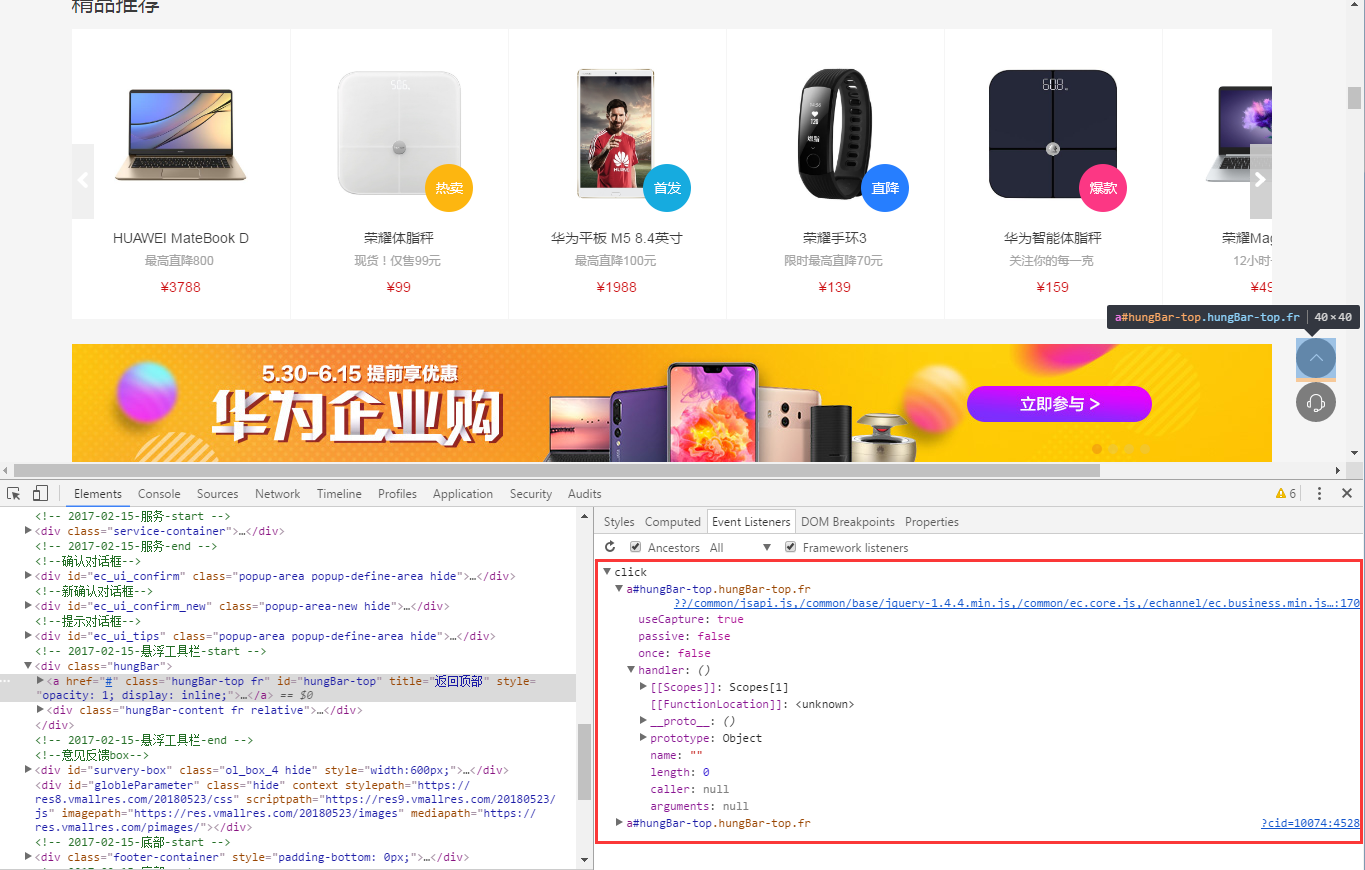 精品推荐
506
热卖
首发
直降
608
爆款
HUAWEI MateBook D
荣耀体脂秤
华为平板 M5 8.4英寸
荣耀手环3
华为智能体脂秤
荣耀Mag
最高直降800
现货！仅售99元
最高直降100元
限时最高直降70元
关注你的每一克
12小时
¥3788
¥99
¥1988
¥139
¥159
¥49
a#hungBar-top.hungBar-top.fr 40×40
5.30-6.15 提前享优惠
华为企业购
立即参与 >
Elements Console Sources Network Timeline Profiles Application Security Audits 6
<!-- 2017-02-15-服务-start -->
<div class="service-container">…</div>
<!-- 2017-02-15-服务-end -->
<!--确认对话框-->
<div id="ec_ui_confirm" class="popup-area popup-define-area hide">…</div>
<!--新确认对话框-->
<div id="ec_ui_confirm_new" class="popup-area-new hide">…</div>
<!--提示对话框-->
<div id="ec_ui_tips" class="popup-area popup-define-area hide">…</div>
<!-- 2017-02-15-悬浮工具栏-start -->
<div class="hungBar">
<a href="#" class="hungBar-top fr" id="hungBar-top" title="返回顶部" style=
"opacity: 1; display: inline;">…</a> == $0
<div class="hungBar-content fr relative">…</div>
</div>
<!-- 2017-02-15-悬浮工具栏-end -->
<!--意见反馈box-->
<div id="survery-box" class="ol_box_4 hide" style="width:600px;">…</div>
<div id="globleParameter" class="hide" context stylepath="https://
res8.vmallres.com/20180523/css" scriptpath="https://res9.vmallres.com/20180523/
js" imagepath="https://res.vmallres.com/20180523/images" mediapath="https://
res.vmallres.com/pimages/"></div>
<!-- 2017-02-15-底部-start -->
<div class="footer-container" style="padding-bottom: 0px;">…</div>
Styles Computed Event Listeners DOM Breakpoints Properties
Ancestors All Framework listeners
click
a#hungBar-top.hungBar-top.fr
??/common/jsapi.js,/common/base/jquery-1.4.4.min.js,/common/ec.core.js,/echannel/ec.business.min.js…:170
useCapture: true
passive: false
once: false
handler: ()
[[Scopes]]: Scopes[1]
[[FunctionLocation]]: <unknown>
__proto__: ()
prototype: Object
name: ""
length: 0
caller: null
arguments: null
a#hungBar-top.hungBar-top.fr ?cid=10074:4528